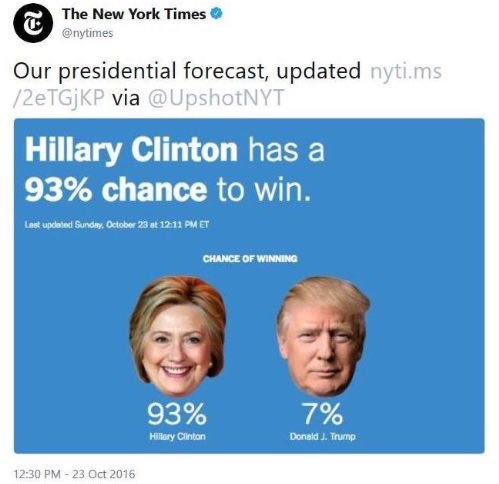 The New York Times
@nytimes
Our presidential forecast, updated nyti.ms
/2eTGjKP via @UpshotNYT
Hillary Clinton has a
93% chance to win.
Last updated Sunday, October 23 at 12:11 PM ET
CHANCE OF WINNING
93% 7%
Hillary Clinton Donald J. Trump
12:30 PM - 23 Oct 2016